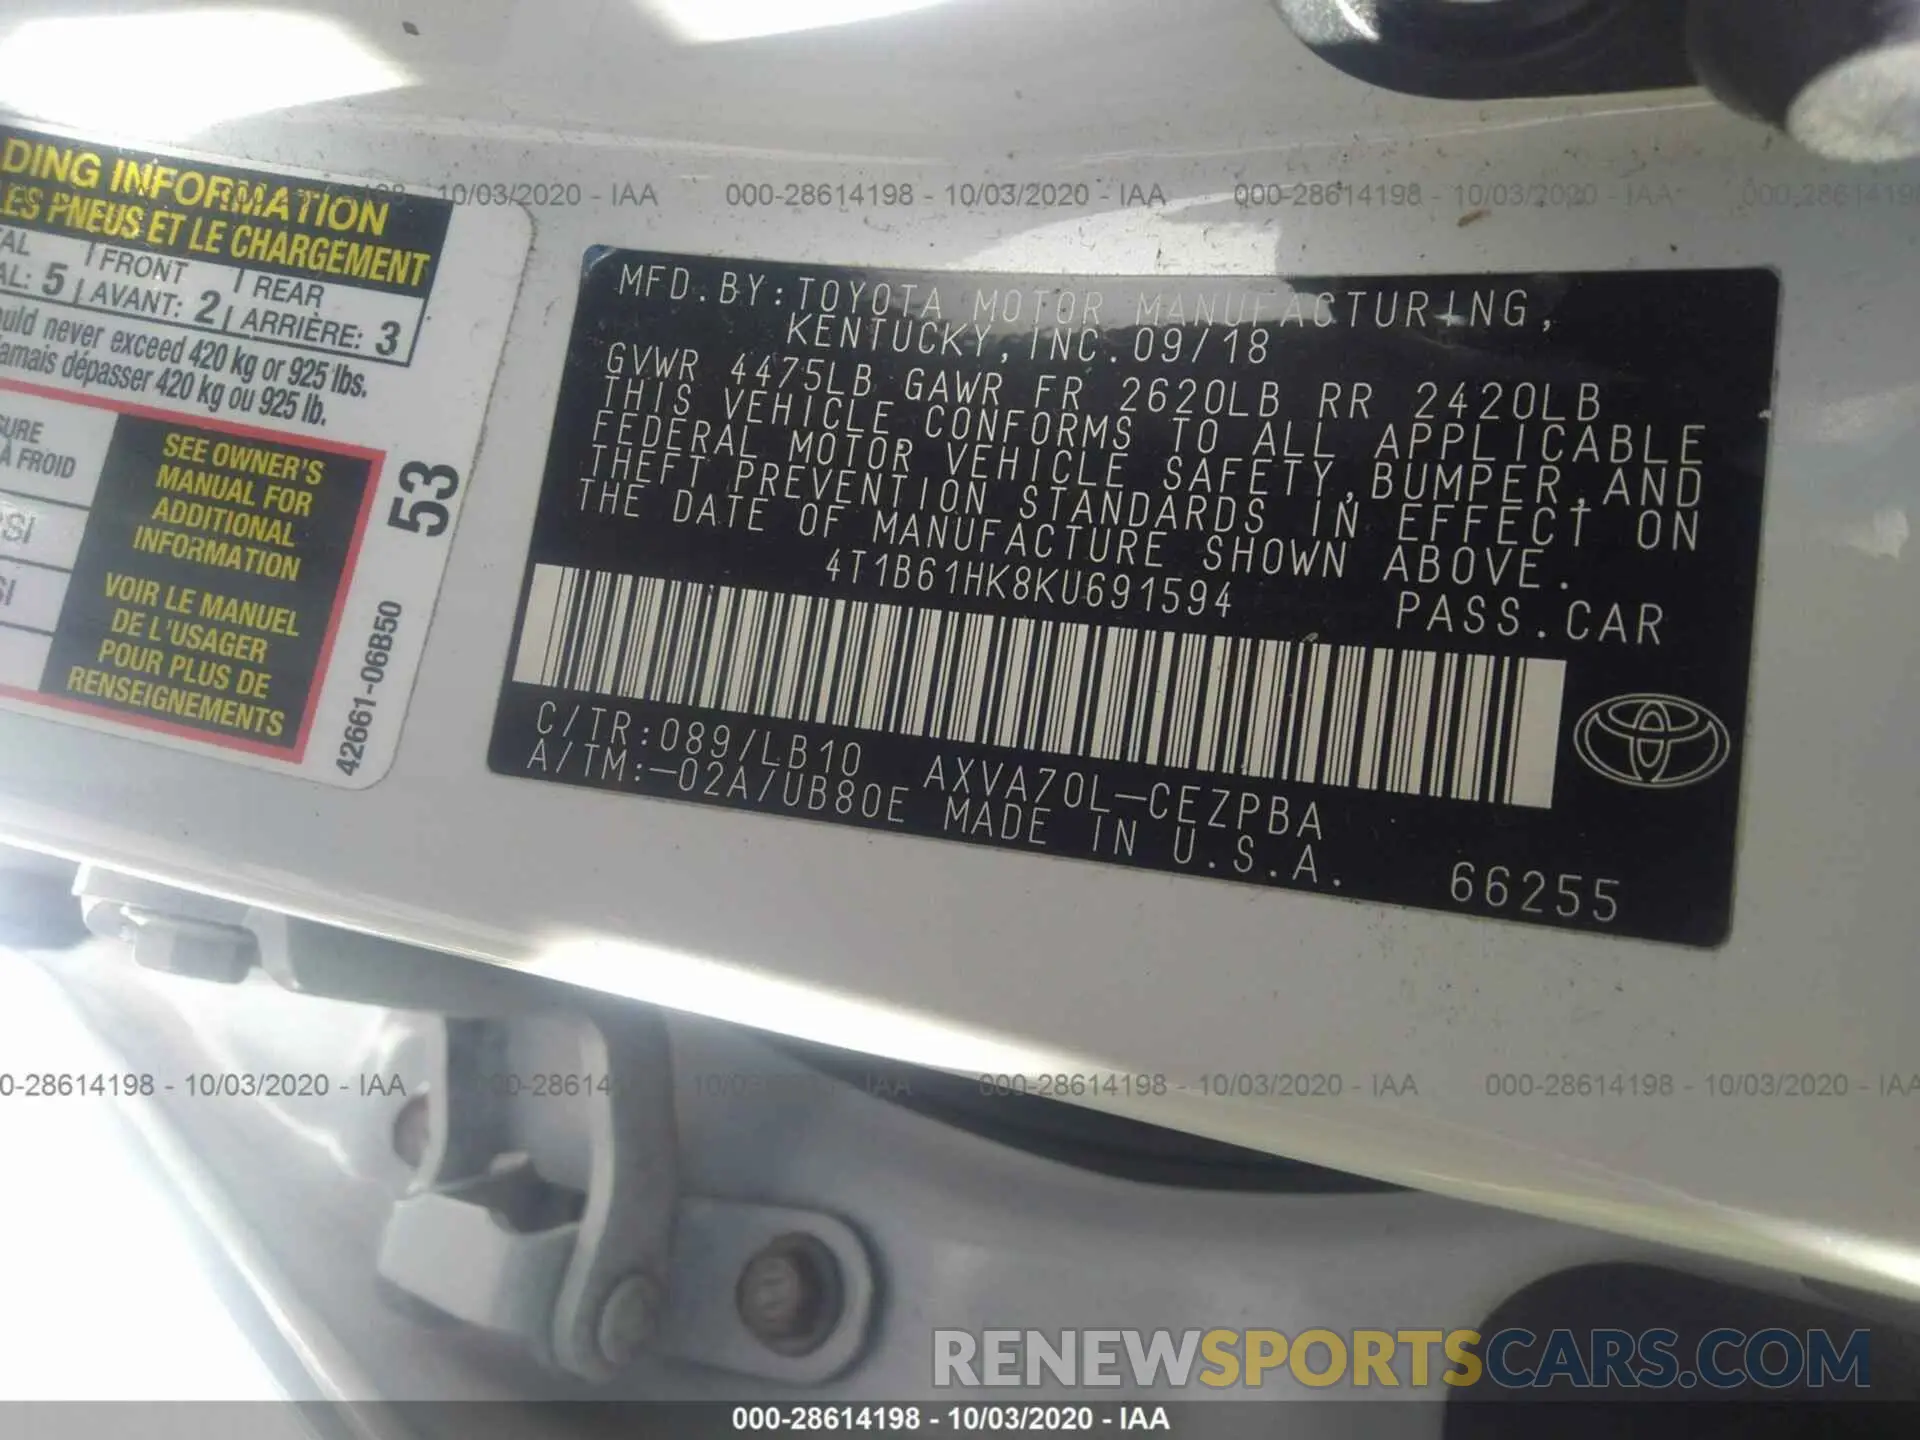 DING INFORMATION
LES PNEUS ET LE CHARGEMENT
FRONT REAR
5 AVANT: 2 ARRIÈRE: 3
never exceed 420 kg or 925 lbs.
dépasser 420 kg ou 925 lb.
À FROID
SEE OWNER'S
MANUAL FOR
ADDITIONAL
INFORMATION
VOIR LE MANUEL
DE L'USAGER
POUR PLUS DE
RENSEIGNEMENTS
53
42661-06B50
10/03/2020 - IAA 000-28614198 - 10/03/2020 - IAA 000-28614198 - 10/03/2020 - IAA
MFD.BY:TOYOTA MOTOR MANUFACTURING,
KENTUCKY,INC.09/18
GVWR 4475LB GAWR FR 2620LB RR 2420LB
THIS VEHICLE CONFORMS TO ALL APPLICABLE
FEDERAL MOTOR VEHICLE SAFETY,BUMPER,AND
THEFT PREVENTION STANDARDS IN EFFECT ON
THE DATE OF MANUFACTURE SHOWN ABOVE.
4T1B61HK8KU691594 PASS.CAR
C/TR:089/LB10 AXVA70L-CEZPBA
A/TM:-02A/UB80E MADE IN U.S.A.
66255
0-28614198 - 10/03/2020 - IAA 000-28614198 - 10/03/2020 - IAA 000-28614198 - 10/03/2020 - IAA
RENEWSPORTSCARS.COM
000-28614198 - 10/03/2020 - IAA